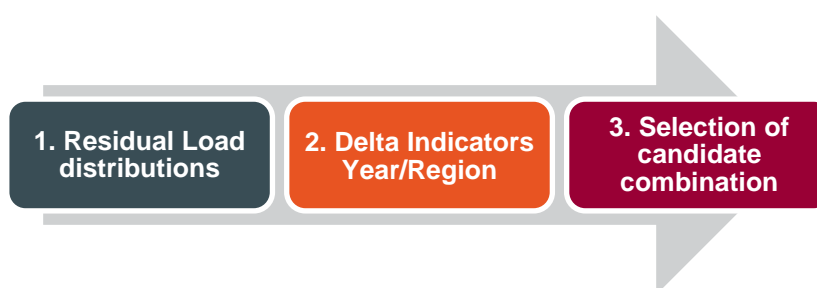 1. Residual Load
distributions
2. Delta Indicators
Year/Region
3. Selection of
candidate
combination